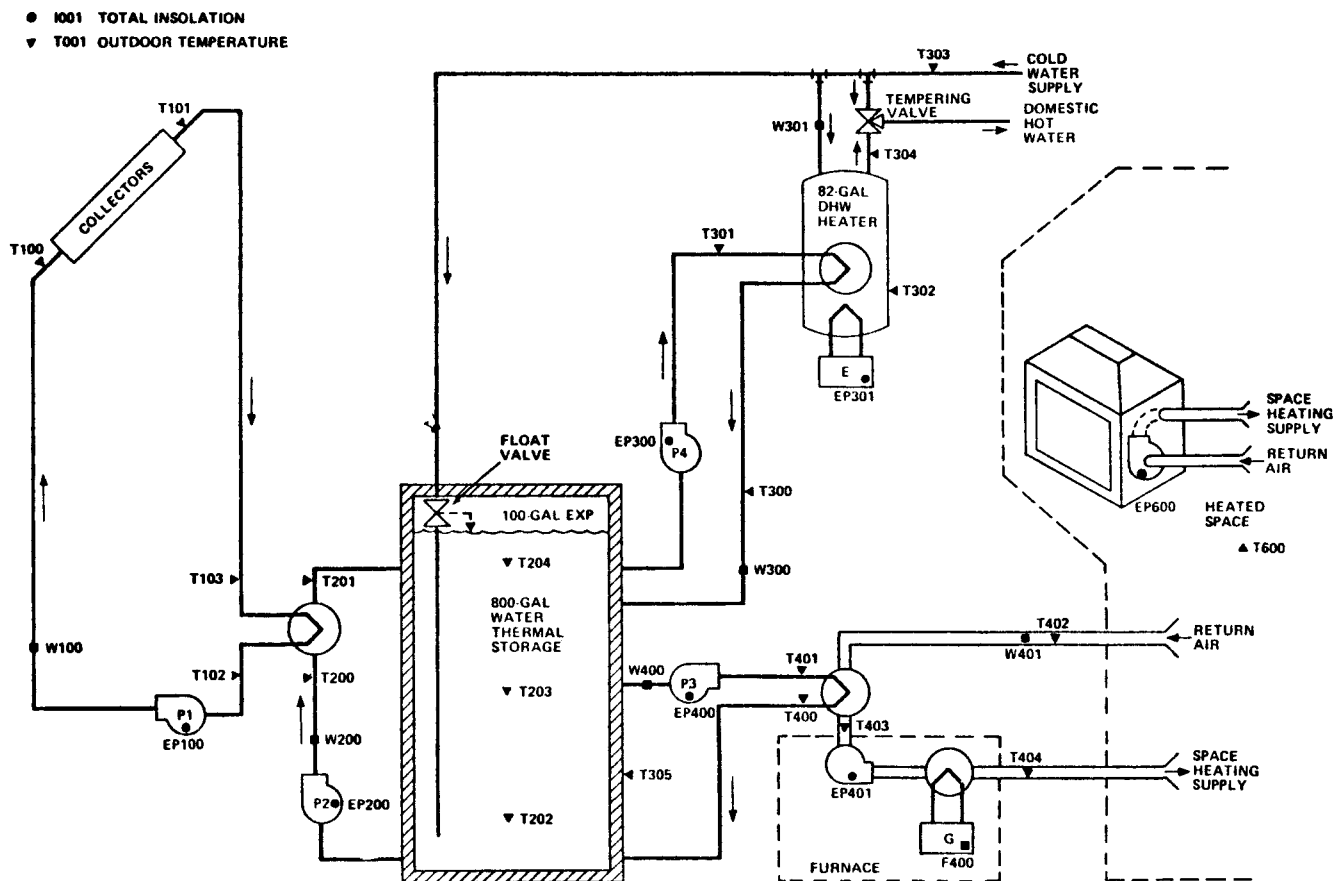 I001 TOTAL INSOLATION
T001 OUTDOOR TEMPERATURE
T303
COLD
WATER
SUPPLY
T101
TEMPERING
VALVE
DOMESTIC
HOT
WATER
W301
T304
COLLECTORS
82-GAL
DHW
HEATER
T100
T301
T302
E
EP301
SPACE
HEATING
SUPPLY
EP300
P4
FLOAT
VALVE
RETURN
AIR
T300
EP600
HEATED
SPACE
100-GAL EXP
T600
T103
T201
T204
W300
800-GAL
WATER
THERMAL
STORAGE
T402
RETURN
AIR
W401
W100
T102
T200
W400
P3
T401
T203
EP400
T400
P1
EP100
W200
T403
T305
T404
SPACE
HEATING
SUPPLY
P2
EP200
EP401
T202
G
F400
FURNACE